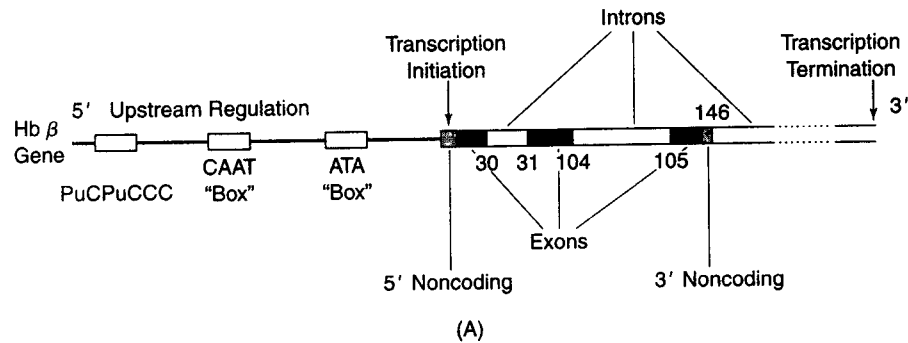 Introns
Transcription Initiation
Transcription Termination
5′ Upstream Regulation
146
3′
Hb β Gene
CAAT "Box"
ATA "Box"
30 31 104 105
PuCPuCCC
Exons
5′ Noncoding
3′ Noncoding
(A)